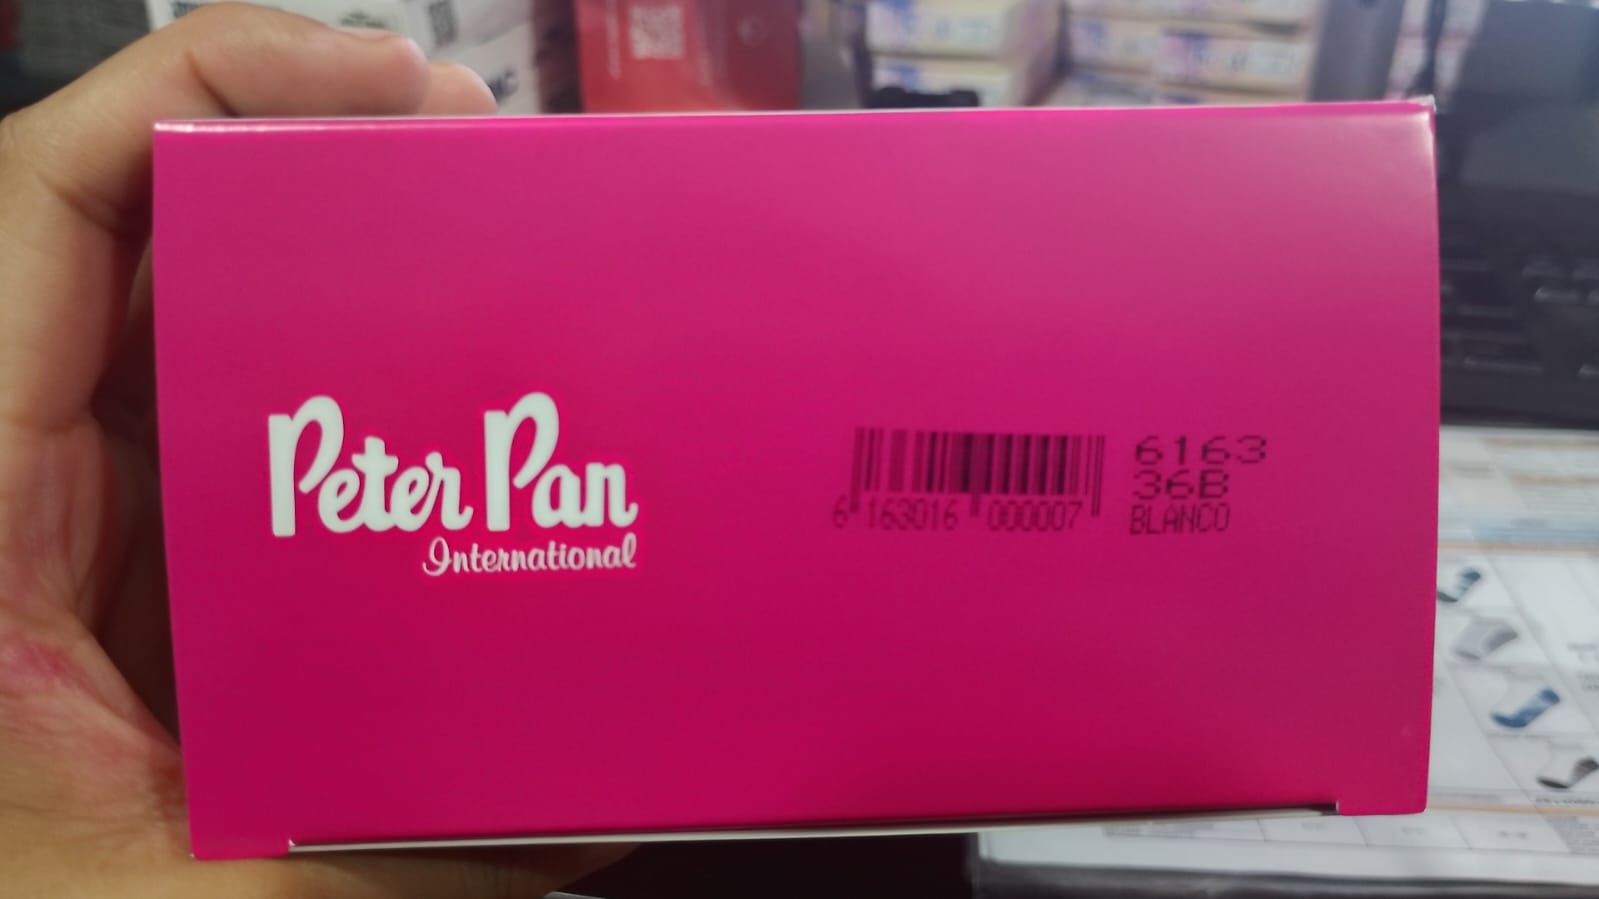 Peter Pan
International
6163
36B
6 163016 000007
BLANCO